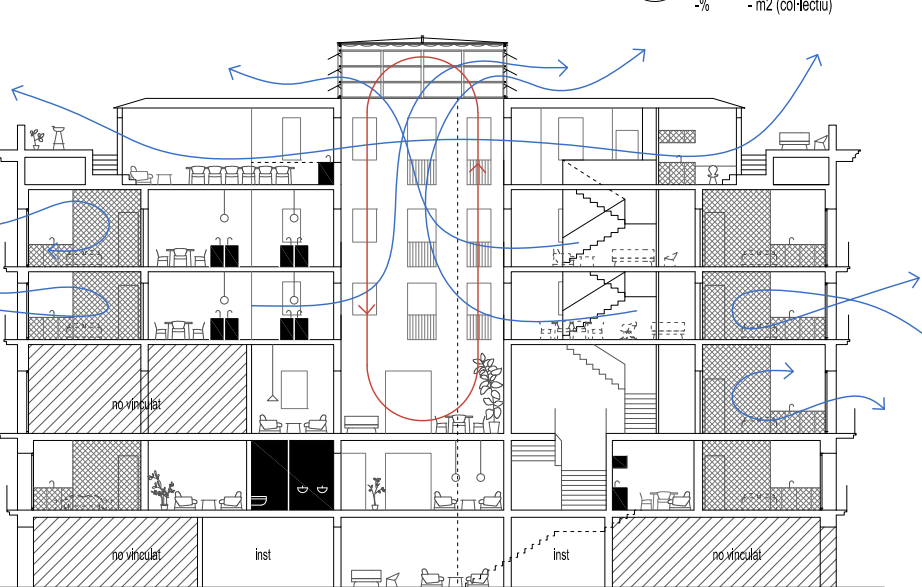 -% - m2 (col·lectiu)
no vinculat
no vinculat
inst
inst
no vinculat